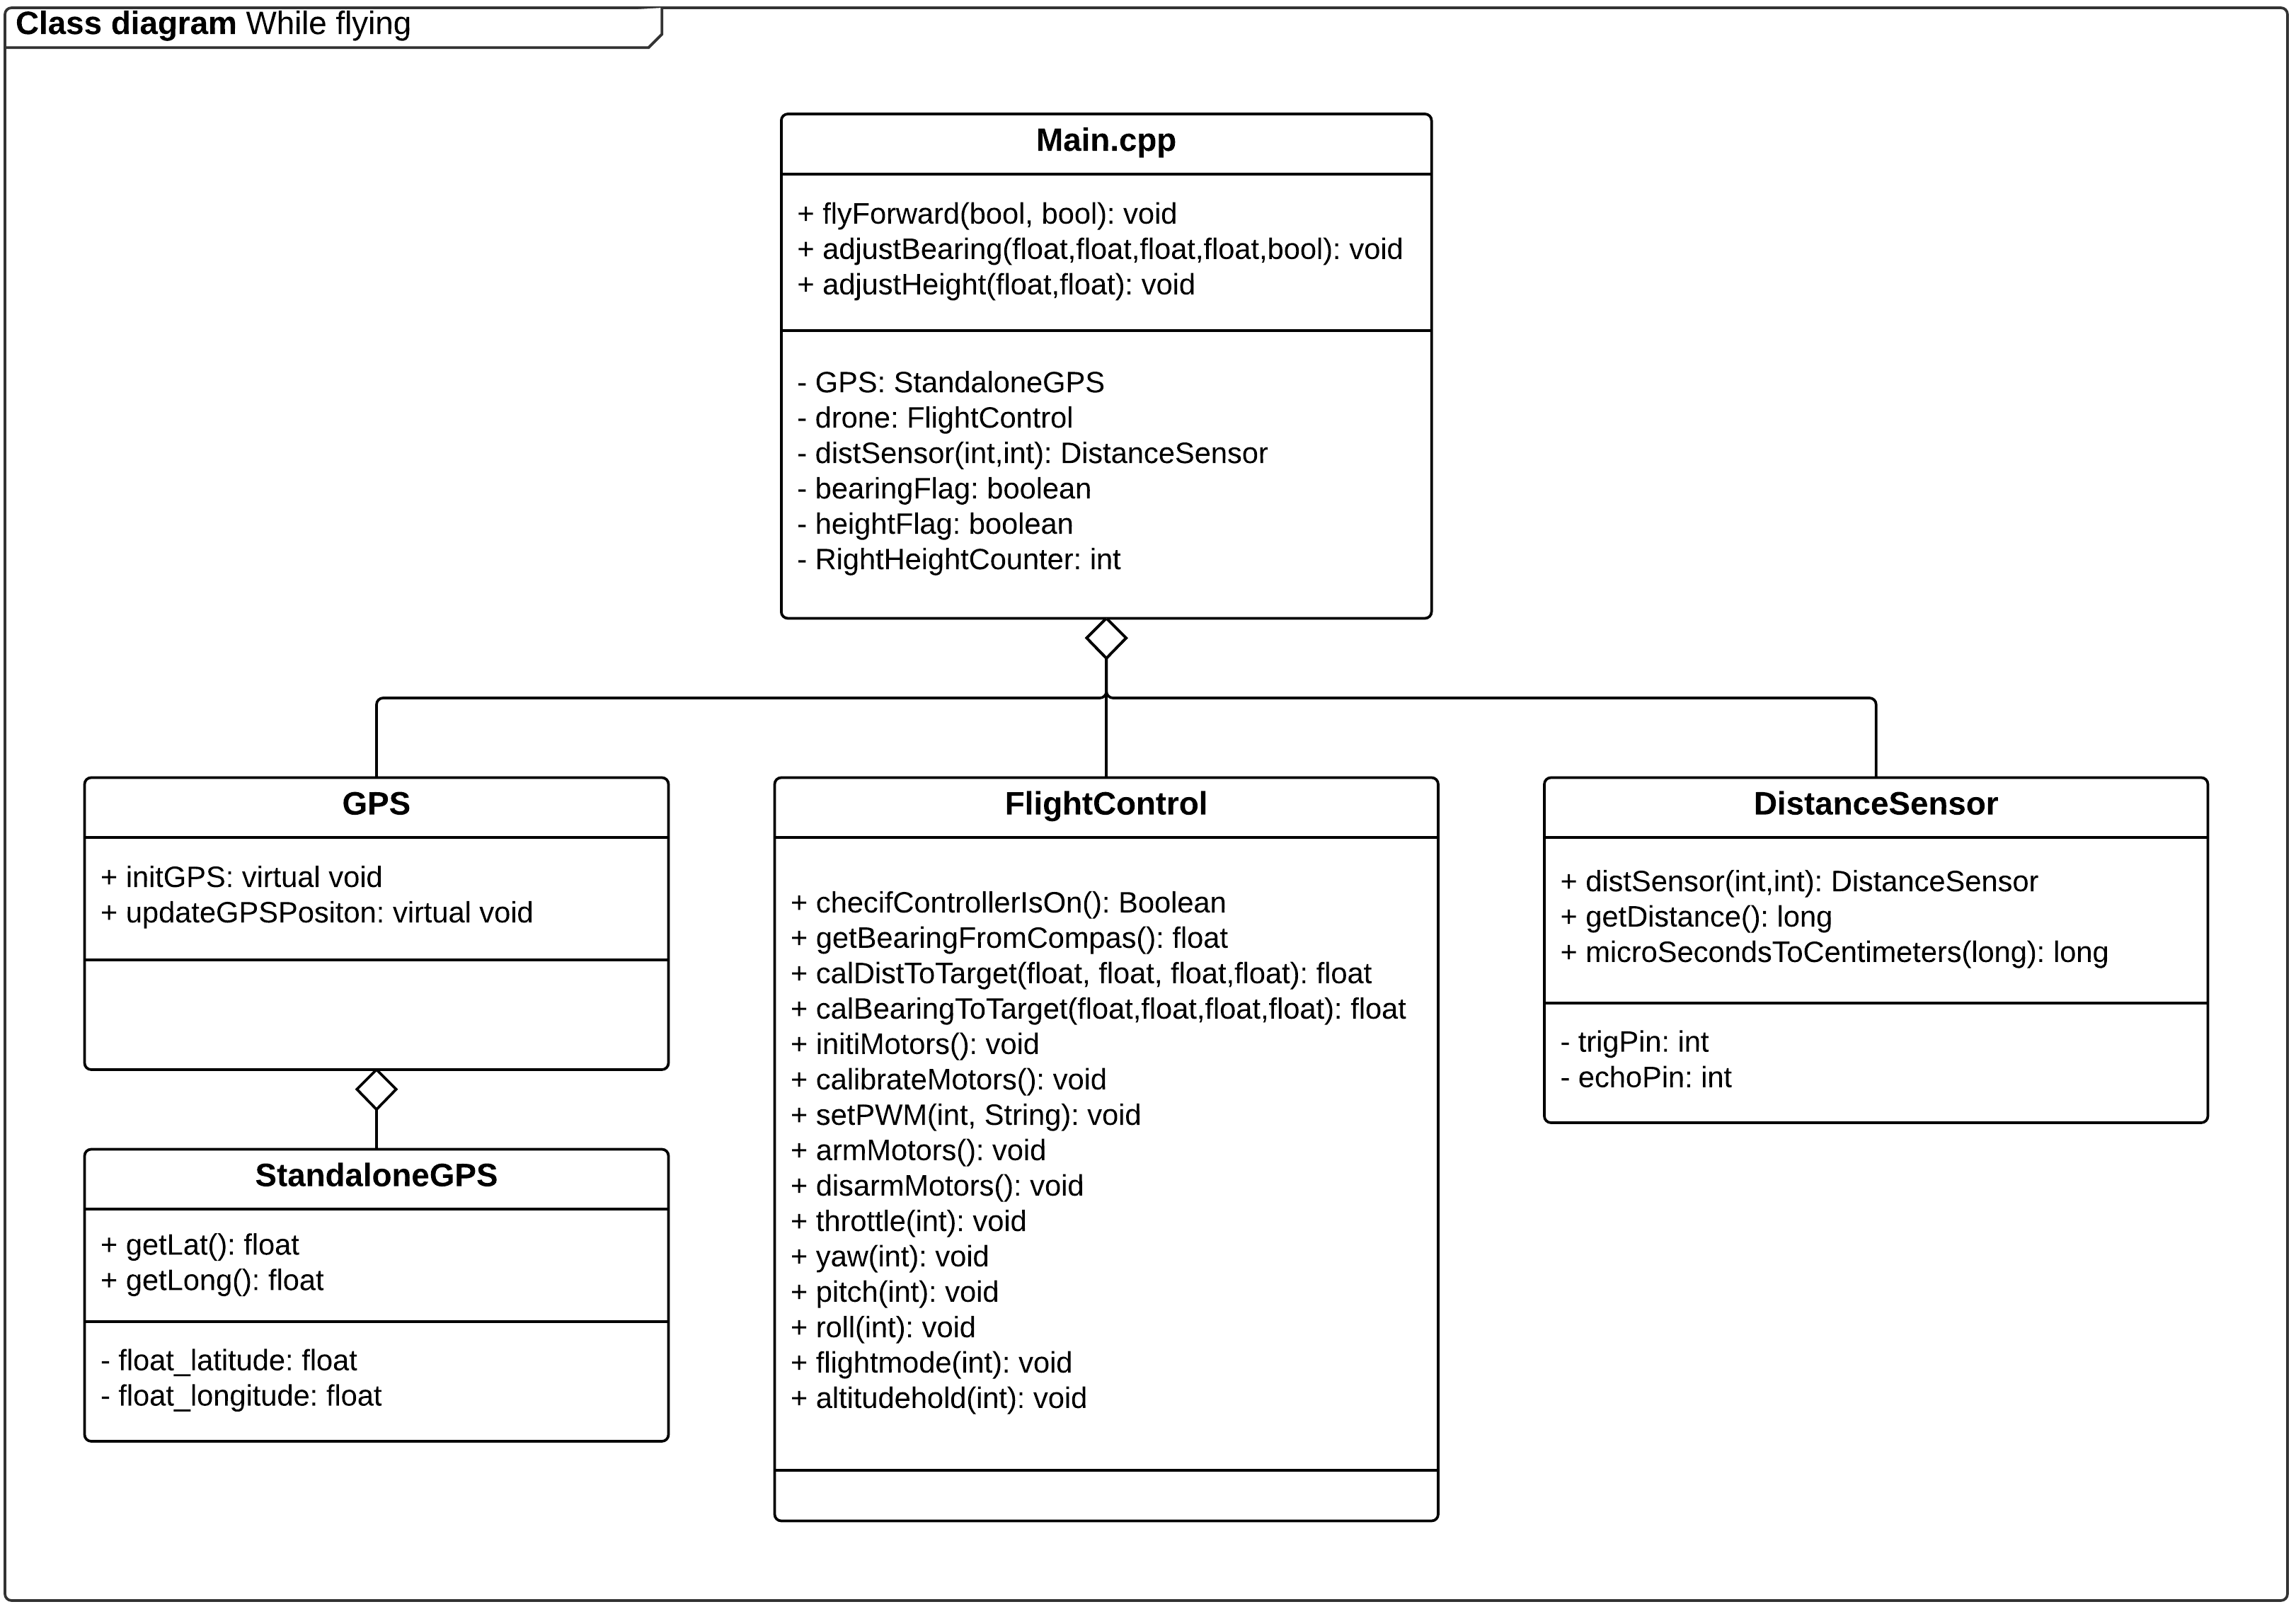 Class diagram While flying
Main.cpp
+ flyForward(bool, bool): void
+ adjustBearing(float,float,float,float,bool): void
+ adjustHeight(float,float): void
- GPS: StandaloneGPS
- drone: FlightControl
- distSensor(int,int): DistanceSensor
- bearingFlag: boolean
- heightFlag: boolean
- RightHeightCounter: int
GPS
+ initGPS: virtual void
+ updateGPSPositon: virtual void
StandaloneGPS
+ getLat(): float
+ getLong(): float
- float_latitude: float
- float_longitude: float
FlightControl
+ checifControllerIsOn(): Boolean
+ getBearingFromCompas(): float
+ calDistToTarget(float, float, float,float): float
+ calBearingToTarget(float,float,float,float): float
+ initiMotors(): void
+ calibrateMotors(): void
+ setPWM(int, String): void
+ armMotors(): void
+ disarmMotors(): void
+ throttle(int): void
+ yaw(int): void
+ pitch(int): void
+ roll(int): void
+ flightmode(int): void
+ altitudehold(int): void
DistanceSensor
+ distSensor(int,int): DistanceSensor
+ getDistance(): long
+ microSecondsToCentimeters(long): long
- trigPin: int
- echoPin: int